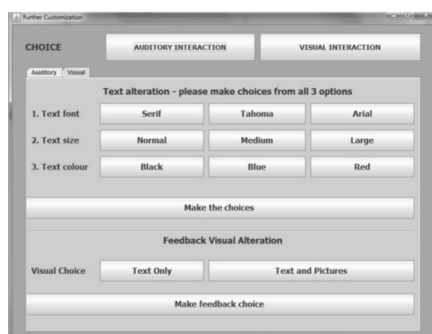 Further Customization
CHOICE AUDITORY INTERACTION VISUAL INTERACTION
Auditory Visual
Text alteration - please make choices from all 3 options
1. Text font Serif Tahoma Arial
2. Text size Normal Medium Large
3. Text colour Black Blue Red
Make the choices
Feedback Visual Alteration
Visual Choice Text Only Text and Pictures
Make feedback choice